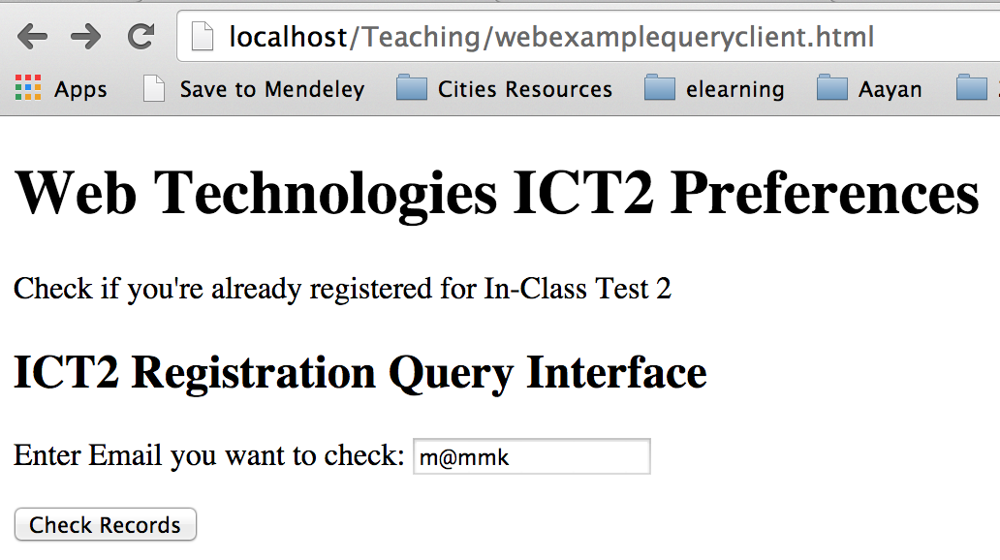 localhost/Teaching/webexamplequeryclient.html
Apps Save to Mendeley Cities Resources elearning Aayan
Web Technologies ICT2 Preferences
Check if you're already registered for In-Class Test 2
ICT2 Registration Query Interface
Enter Email you want to check: m@mmk
Check Records